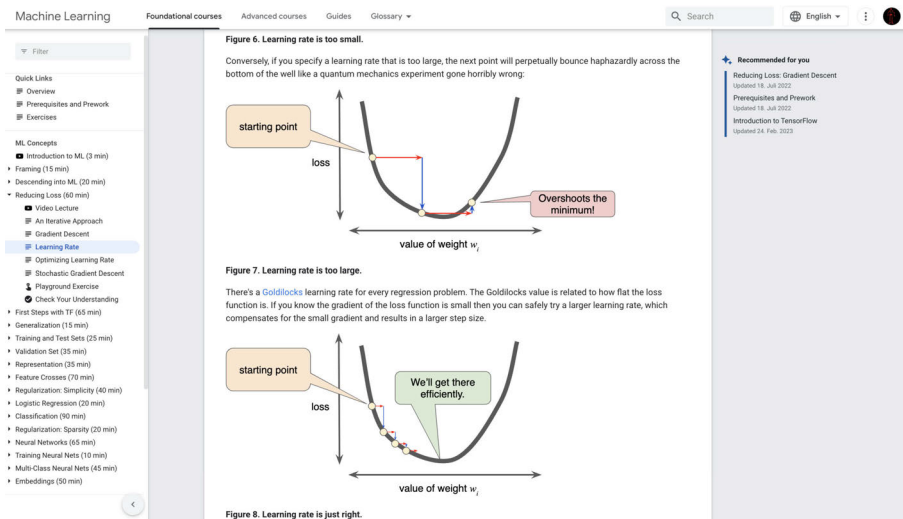 Machine Learning
Foundational courses
Advanced courses
Guides
Glossary
Search
English
Filter
Quick Links
Overview
Prerequisites and Prework
Exercises
ML Concepts
Introduction to ML (3 min)
Framing (15 min)
Descending into ML (20 min)
Reducing Loss (60 min)
Video Lecture
An Iterative Approach
Gradient Descent
Learning Rate
Optimizing Learning Rate
Stochastic Gradient Descent
Playground Exercise
Check Your Understanding
First Steps with TF (65 min)
Generalization (15 min)
Training and Test Sets (25 min)
Validation Set (35 min)
Representation (35 min)
Feature Crosses (70 min)
Regularization: Simplicity (40 min)
Logistic Regression (20 min)
Classification (90 min)
Regularization: Sparsity (20 min)
Neural Networks (65 min)
Training Neural Nets (10 min)
Multi-Class Neural Nets (45 min)
Embeddings (50 min)
Figure 6. Learning rate is too small.
Conversely, if you specify a learning rate that is too large, the next point will perpetually bounce haphazardly across the
bottom of the well like a quantum mechanics experiment gone horribly wrong:
starting point
loss
Overshoots the
minimum!
value of weight wᵢ
Figure 7. Learning rate is too large.
There's a Goldilocks learning rate for every regression problem. The Goldilocks value is related to how flat the loss
function is. If you know the gradient of the loss function is small then you can safely try a larger learning rate, which
compensates for the small gradient and results in a larger step size.
starting point
We'll get there
efficiently.
loss
value of weight wᵢ
Figure 8. Learning rate is just right.
Recommended for you
Reducing Loss: Gradient Descent
Updated 18. Juli 2022
Prerequisites and Prework
Updated 18. Juli 2022
Introduction to TensorFlow
Updated 24. Feb. 2023